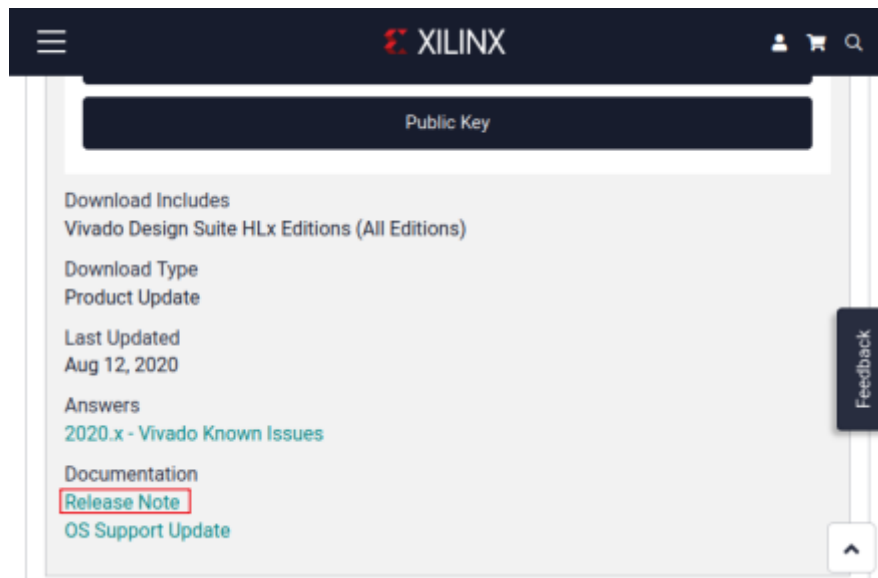 XILINX
Public Key
Download Includes
Vivado Design Suite HLx Editions (All Editions)
Download Type
Product Update
Last Updated
Aug 12, 2020
Feedback
Answers
2020.x - Vivado Known Issues
Documentation
Release Note
OS Support Update